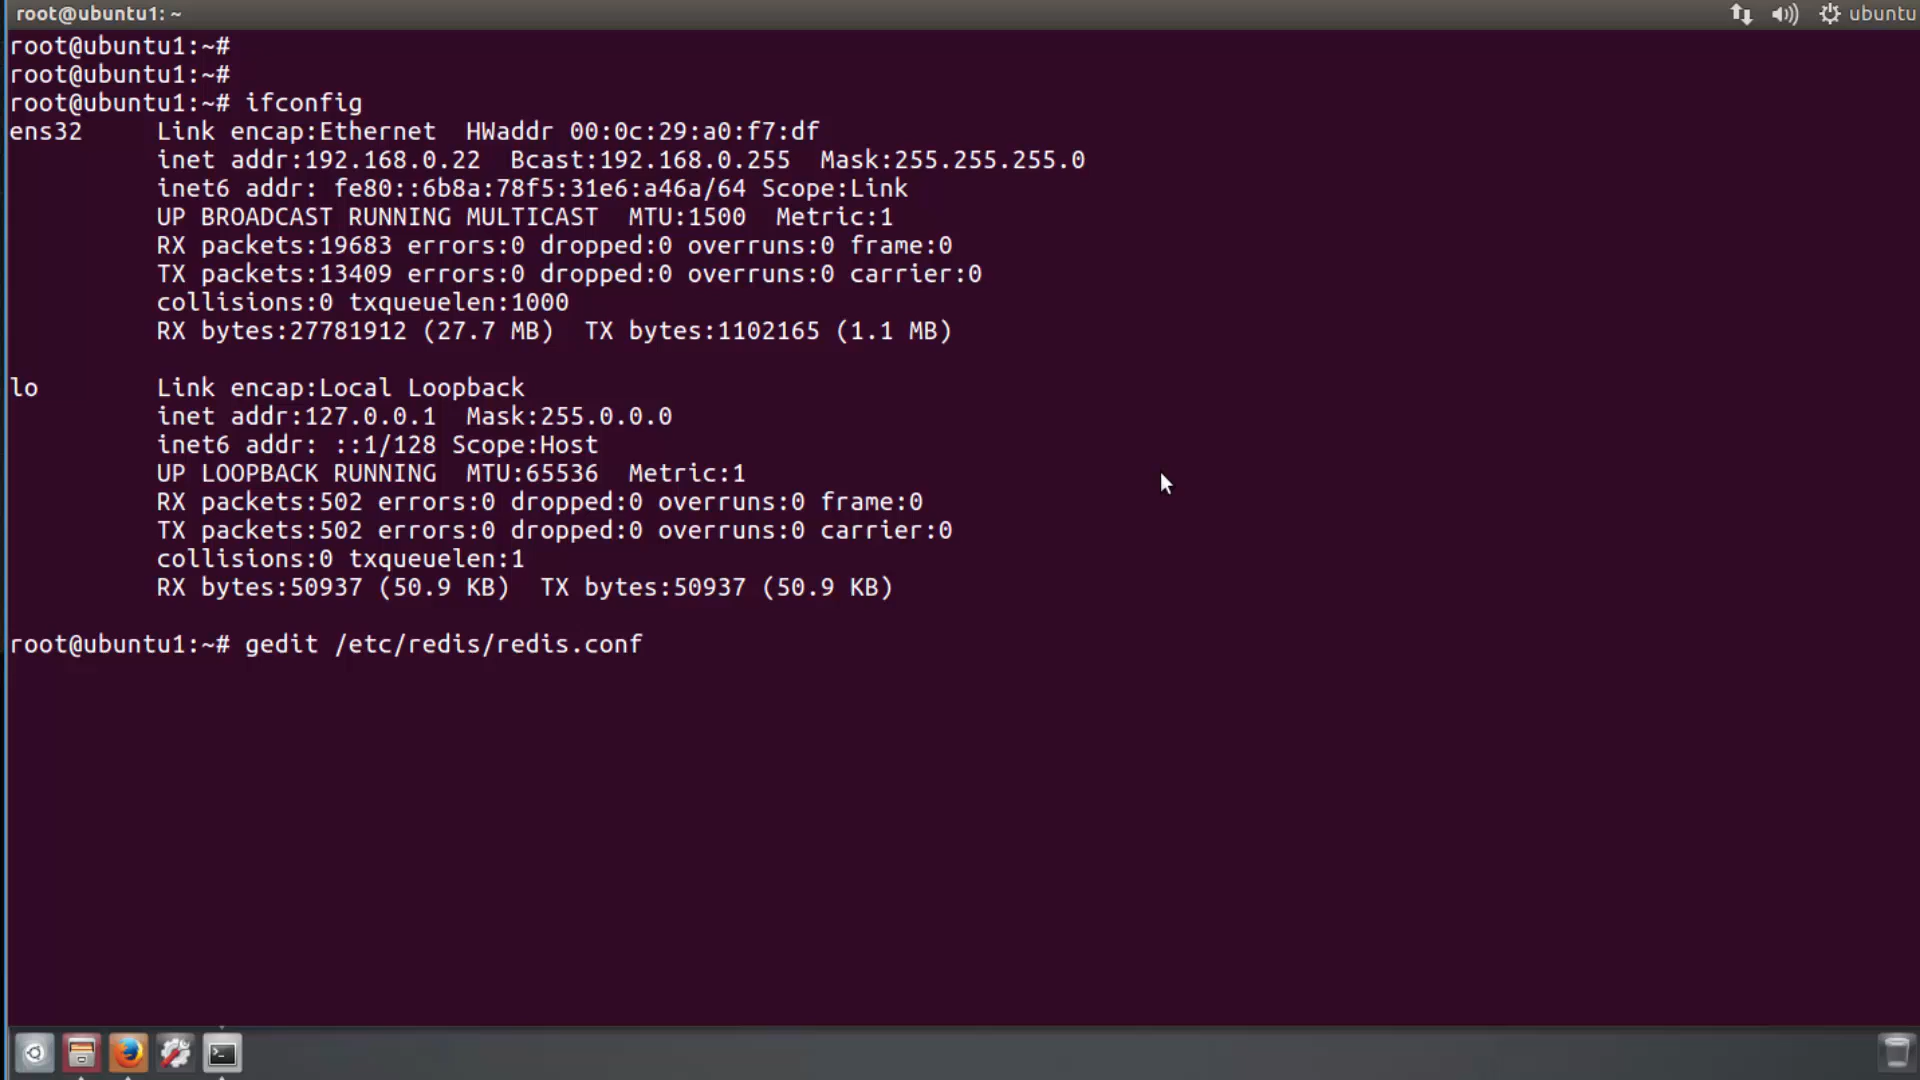 root@ubuntu1: ~
ubuntu
root@ubuntu1:~#
root@ubuntu1:~#
root@ubuntu1:~# ifconfig
ens32     Link encap:Ethernet  HWaddr 00:0c:29:a0:f7:df
          inet addr:192.168.0.22  Bcast:192.168.0.255  Mask:255.255.255.0
          inet6 addr: fe80::6b8a:78f5:31e6:a46a/64 Scope:Link
          UP BROADCAST RUNNING MULTICAST  MTU:1500  Metric:1
          RX packets:19683 errors:0 dropped:0 overruns:0 frame:0
          TX packets:13409 errors:0 dropped:0 overruns:0 carrier:0
          collisions:0 txqueuelen:1000
          RX bytes:27781912 (27.7 MB)  TX bytes:1102165 (1.1 MB)
lo        Link encap:Local Loopback
          inet addr:127.0.0.1  Mask:255.0.0.0
          inet6 addr: ::1/128 Scope:Host
          UP LOOPBACK RUNNING  MTU:65536  Metric:1
          RX packets:502 errors:0 dropped:0 overruns:0 frame:0
          TX packets:502 errors:0 dropped:0 overruns:0 carrier:0
          collisions:0 txqueuelen:1
          RX bytes:50937 (50.9 KB)  TX bytes:50937 (50.9 KB)
root@ubuntu1:~# gedit /etc/redis/redis.conf